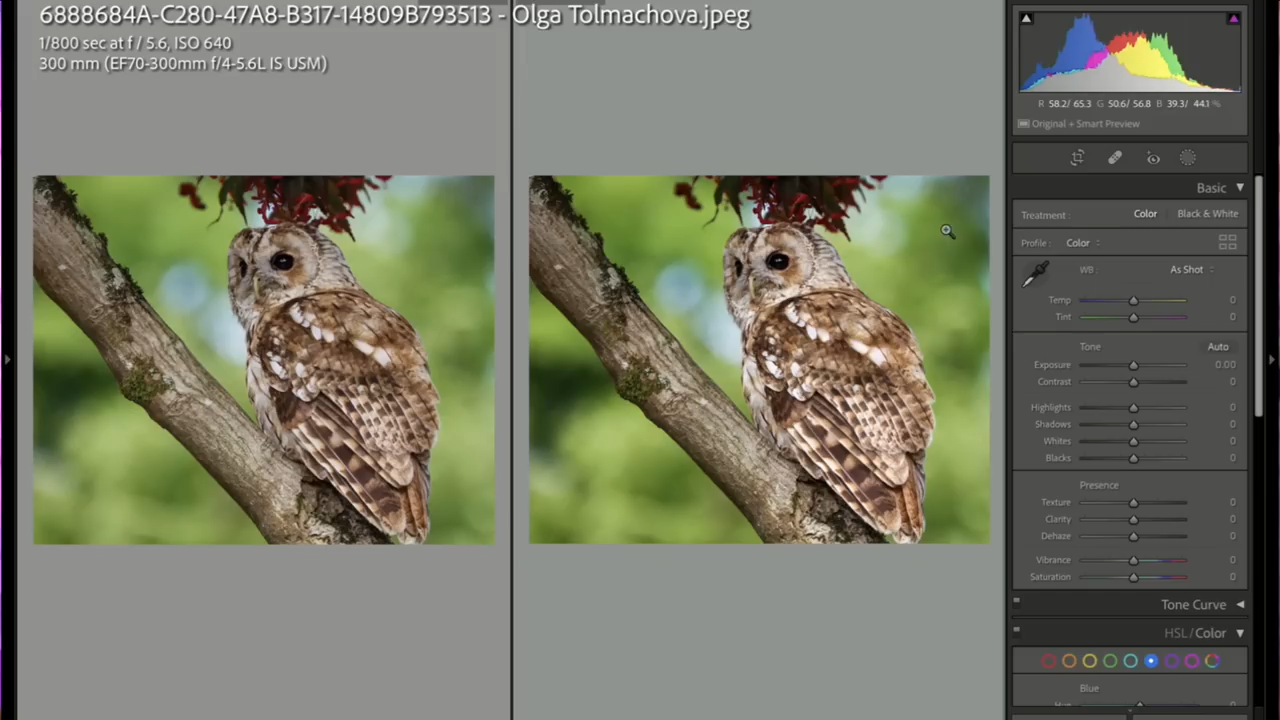 6888684A-C280-47A8-B317-14809B793513 - Olga Tolmachova.jpeg
1/800 sec at f / 5.6, ISO 640
300 mm (EF70-300mm f/4-5.6L IS USM)
R 58.2/ 65.3 G 50.6/ 56.8 B 39.3/ 44.1 %
Original + Smart Preview
Basic
Treatment : Color Black & White
Profile : Color
WB : As Shot
Temp 0
Tint 0
Tone Auto
Exposure 0.00
Contrast 0
Highlights 0
Shadows 0
Whites 0
Blacks 0
Presence
Texture 0
Clarity 0
Dehaze 0
Vibrance 0
Saturation 0
Tone Curve
HSL / Color
Blue